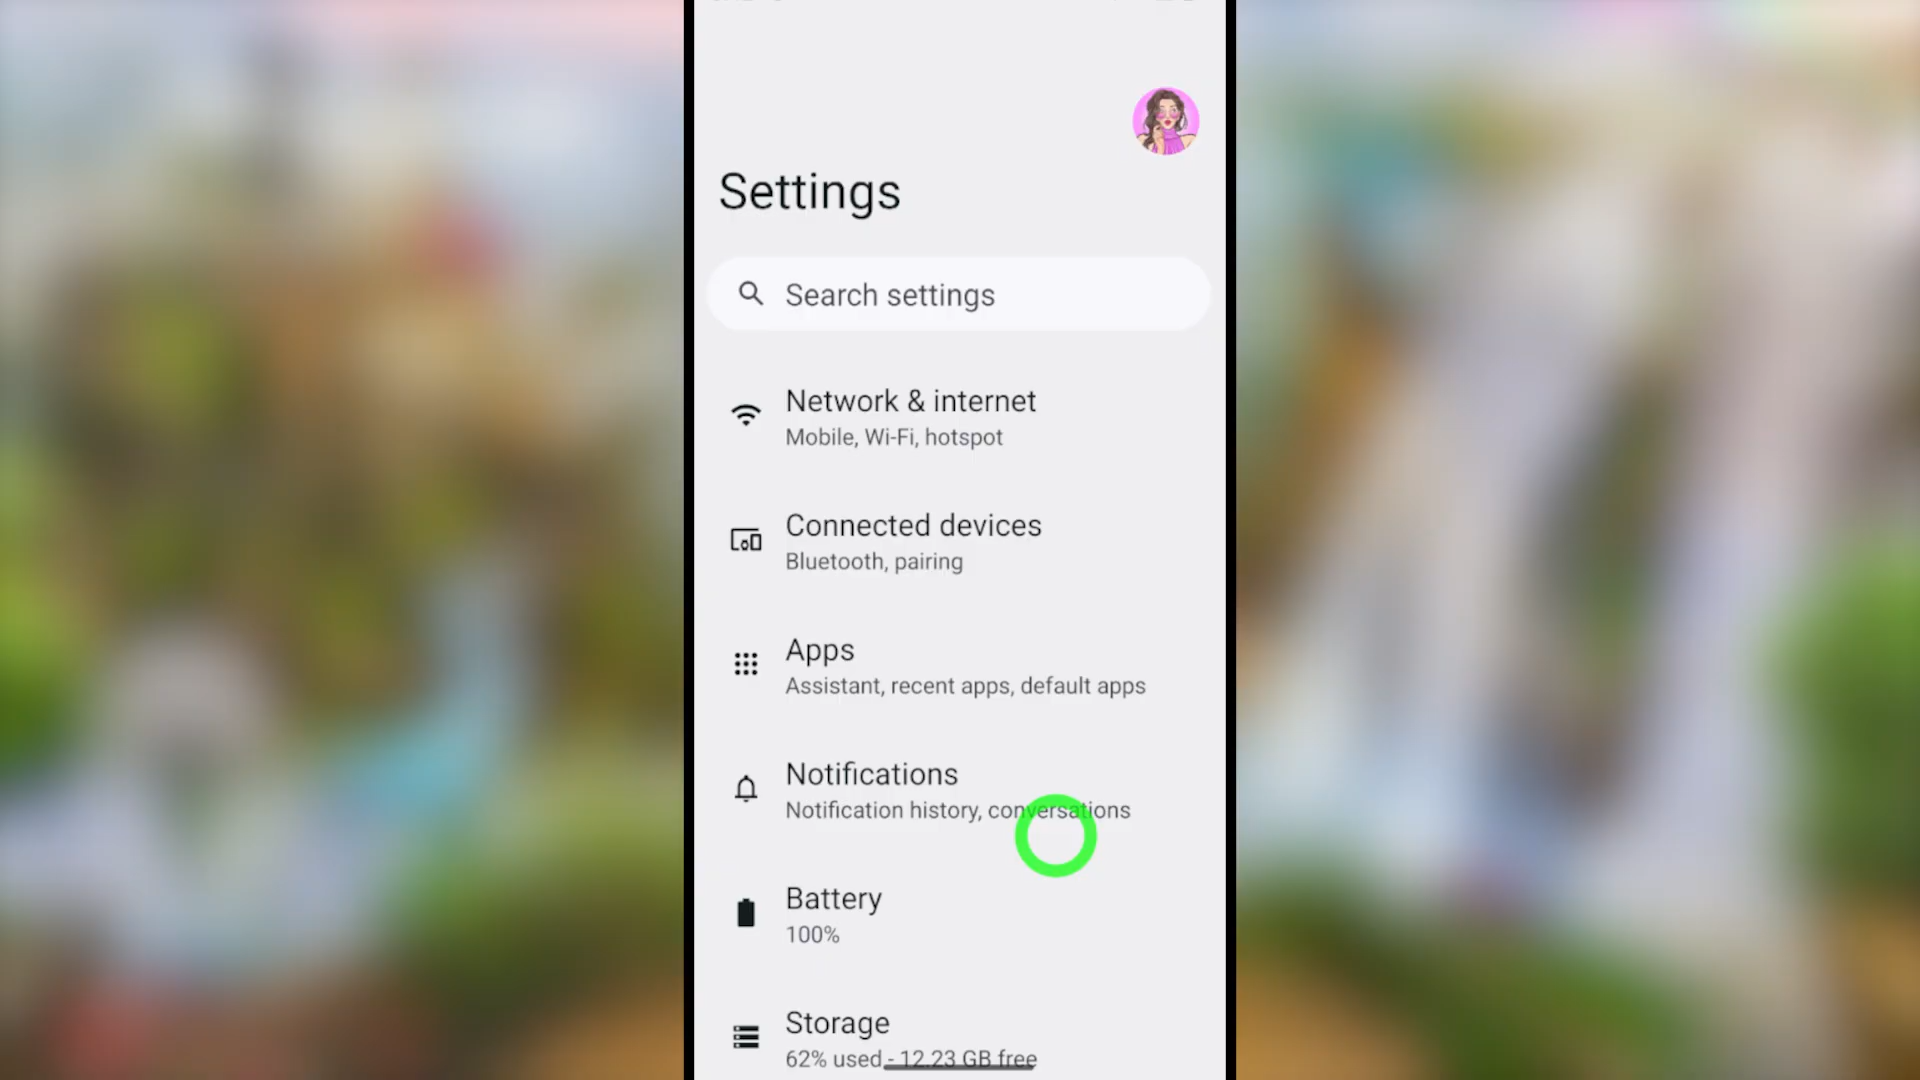 Settings
Search settings
Network & internet
Mobile, Wi-Fi, hotspot
Connected devices
Bluetooth, pairing
Apps
Assistant, recent apps, default apps
Notifications
Notification history, conversations
Battery
100%
Storage
62% used - 12.23 GB free